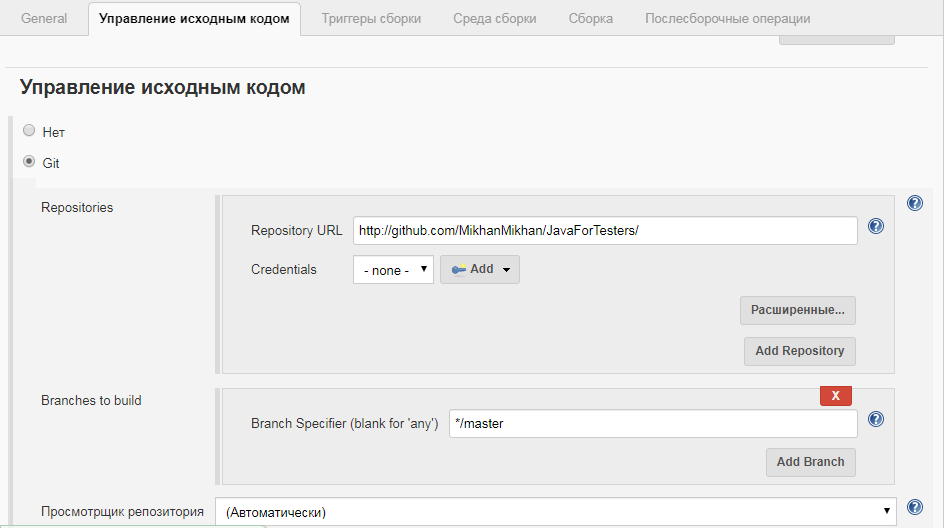 General Управление исходным кодом Триггеры сборки Среда сборки Сборка Послесборочные операции
Управление исходным кодом
Нет
Git
Repositories
Repository URL http://github.com/MikhanMikhan/JavaForTesters/
Credentials - none - Add
Расширенные...
Add Repository
Branches to build
X
Branch Specifier (blank for 'any') */master
Add Branch
Просмотрщик репозитория (Автоматически)